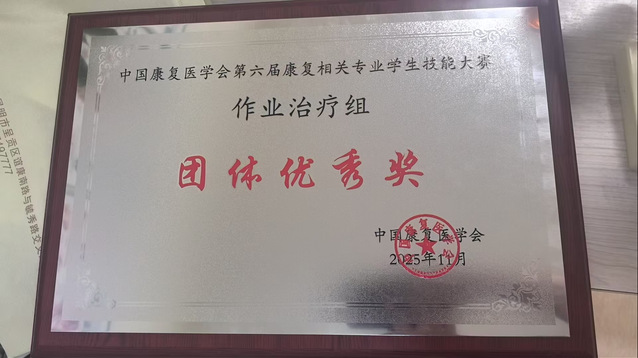 中国康复医学会第六届康复相关专业学生技能大赛
作业治疗组
团体优秀奖
中国康复医学会
2025年11月